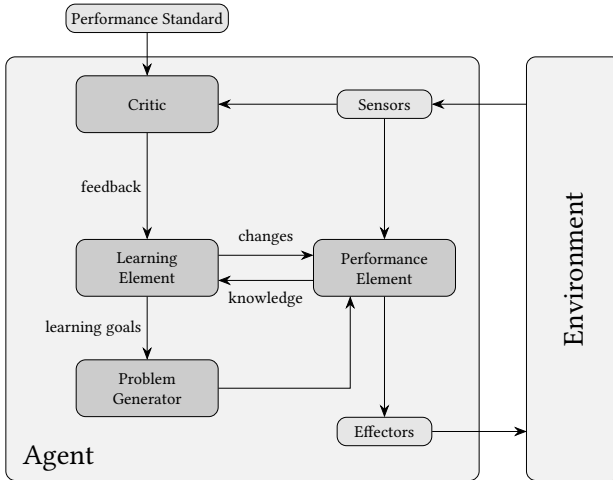 Performance Standard
Critic
Sensors
feedback
Learning
Element
changes
knowledge
Performance
Element
learning goals
Problem
Generator
Effectors
Agent
Environment